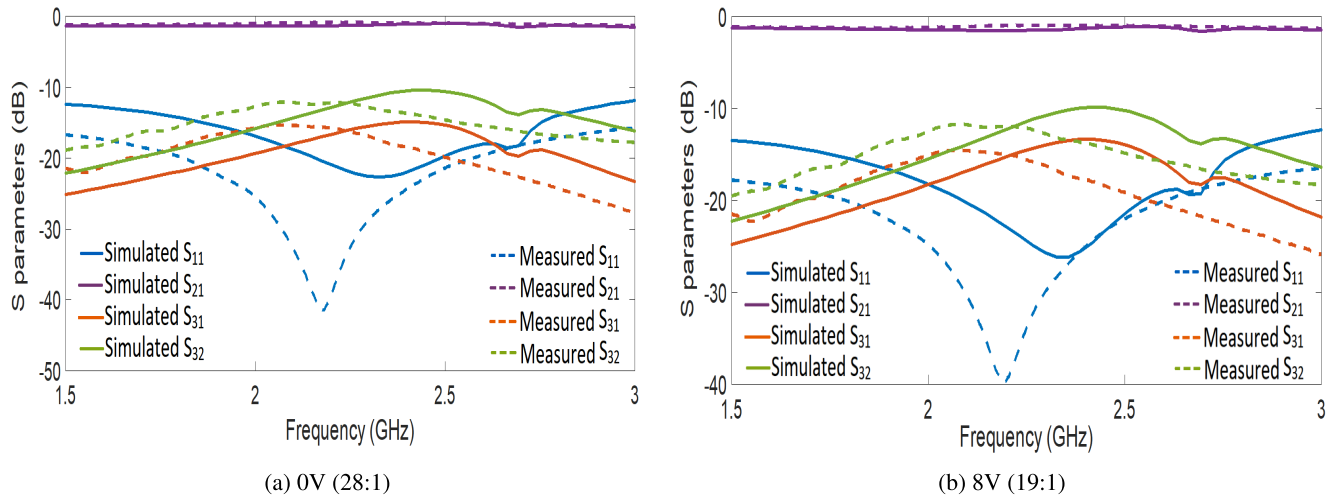 S parameters (dB)
0
-10
-20
-30
-40
-50
1.5
2
2.5
3
Frequency (GHz)
Simulated S11
Simulated S21
Simulated S31
Simulated S32
Measured S11
Measured S21
Measured S31
Measured S32
(a) 0V (28:1)
S parameters (dB)
0
-10
-20
-30
-40
1.5
2
2.5
3
Frequency (GHz)
Simulated S11
Simulated S21
Simulated S31
Simulated S32
Measured S11
Measured S21
Measured S31
Measured S32
(b) 8V (19:1)